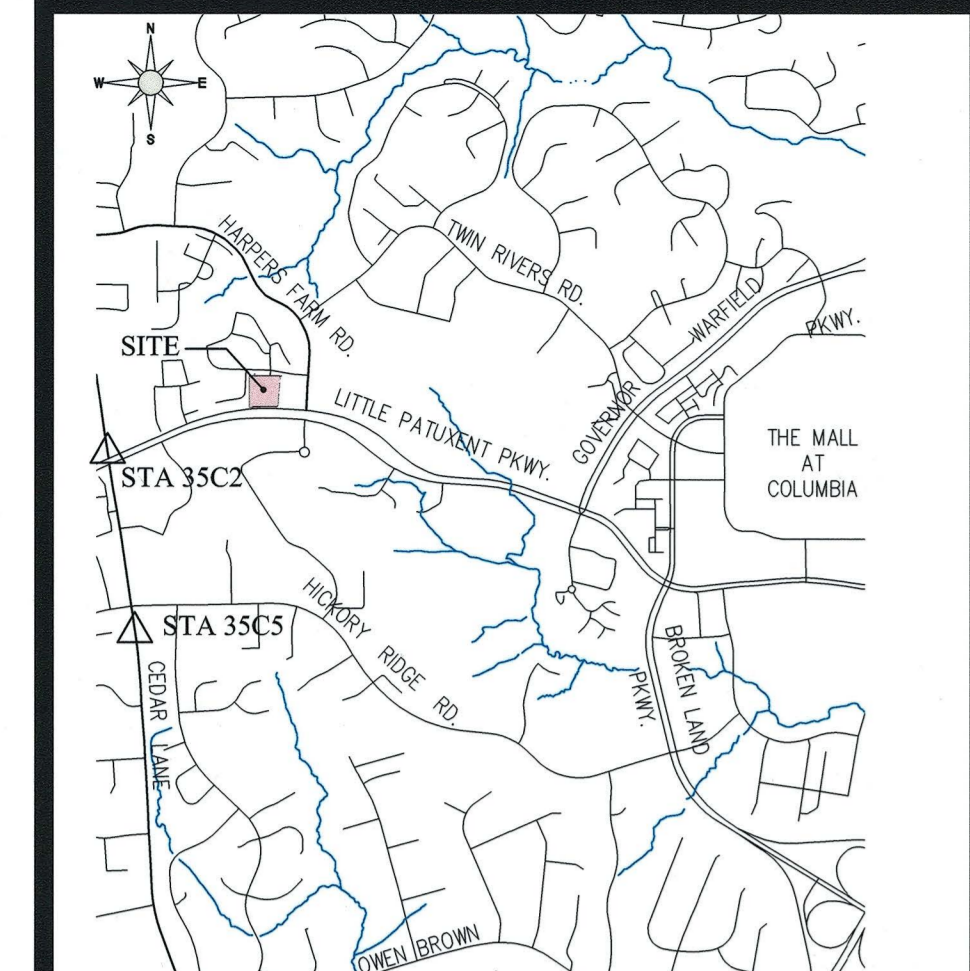 N
W E
S
HARPERS FARM RD.
TWIN RIVERS RD.
WARFIELD
PKWY.
SITE
GOVERNOR
LITTLE PATUXENT PKWY.
THE MALL
AT
COLUMBIA
STA 35C2
HICKORY
RIDGE RD.
STA 35C5
BROKEN LAND
PKWY.
CEDAR LANE
OWEN BROWN